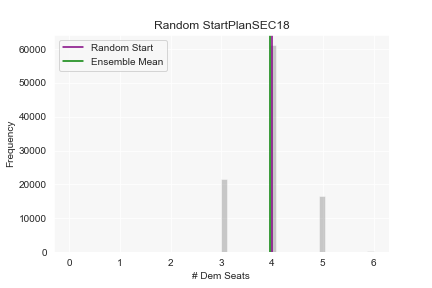 Random StartPlanSEC18
Random Start
Ensemble Mean
60000
50000
40000
30000
20000
10000
0
Frequency
0 1 2 3 4 5 6
# Dem Seats